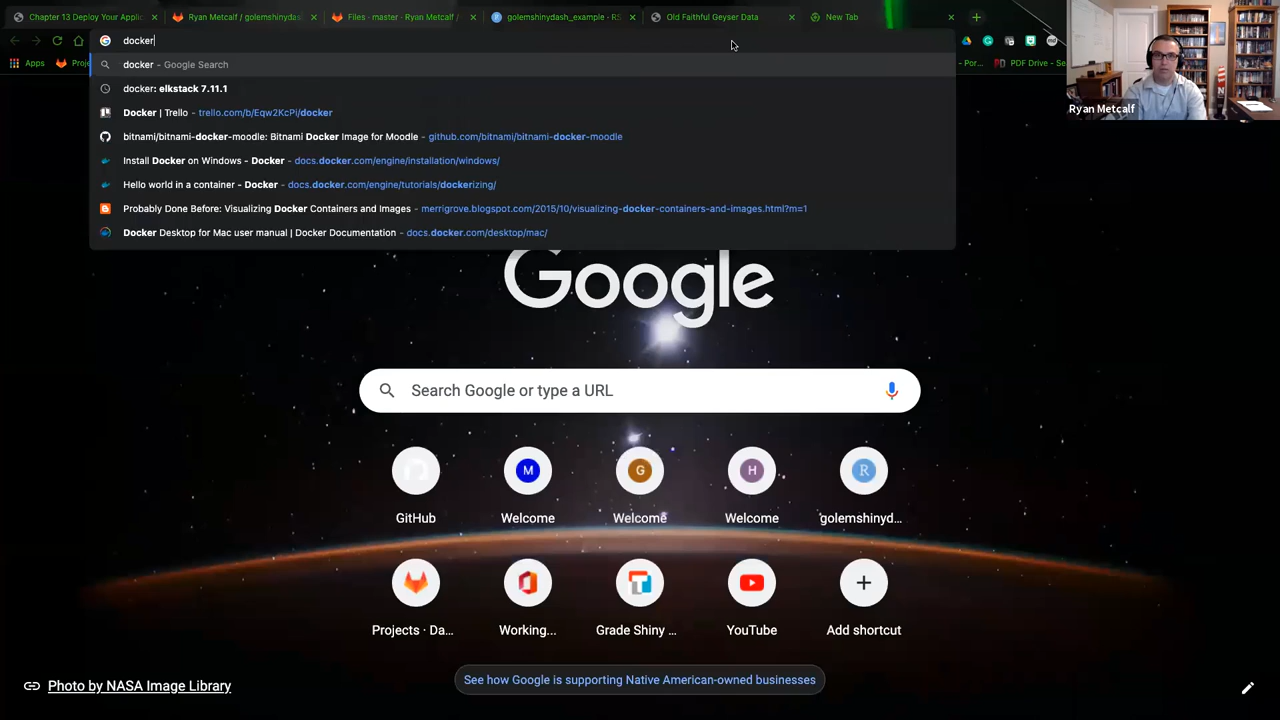 Chapter 13 Deploy Your Applic
Ryan Metcalf / golemshinydas
Files · master · Ryan Metcalf /
golemshinydash_example - RS
Old Faithful Geyser Data
New Tab
docker
docker - Google Search
docker: elkstack 7.11.1
Docker | Trello - trello.com/b/Eqw2KcPi/docker
bitnami/bitnami-docker-moodle: Bitnami Docker Image for Moodle - github.com/bitnami/bitnami-docker-moodle
Install Docker on Windows - Docker - docs.docker.com/engine/installation/windows/
Hello world in a container - Docker - docs.docker.com/engine/tutorials/dockerizing/
Probably Done Before: Visualizing Docker Containers and Images - merrigrove.blogspot.com/2015/10/visualizing-docker-containers-and-images.html?m=1
Docker Desktop for Mac user manual | Docker Documentation - docs.docker.com/desktop/mac/
Apps
Proje
Por...
PDF Drive - Se
Ryan Metcalf
Google
Search Google or type a URL
M
G
H
R
GitHub
Welcome
Welcome
Welcome
golemshinyd...
Projects · Da...
Working...
Grade Shiny ...
YouTube
Add shortcut
See how Google is supporting Native American-owned businesses
Photo by NASA Image Library